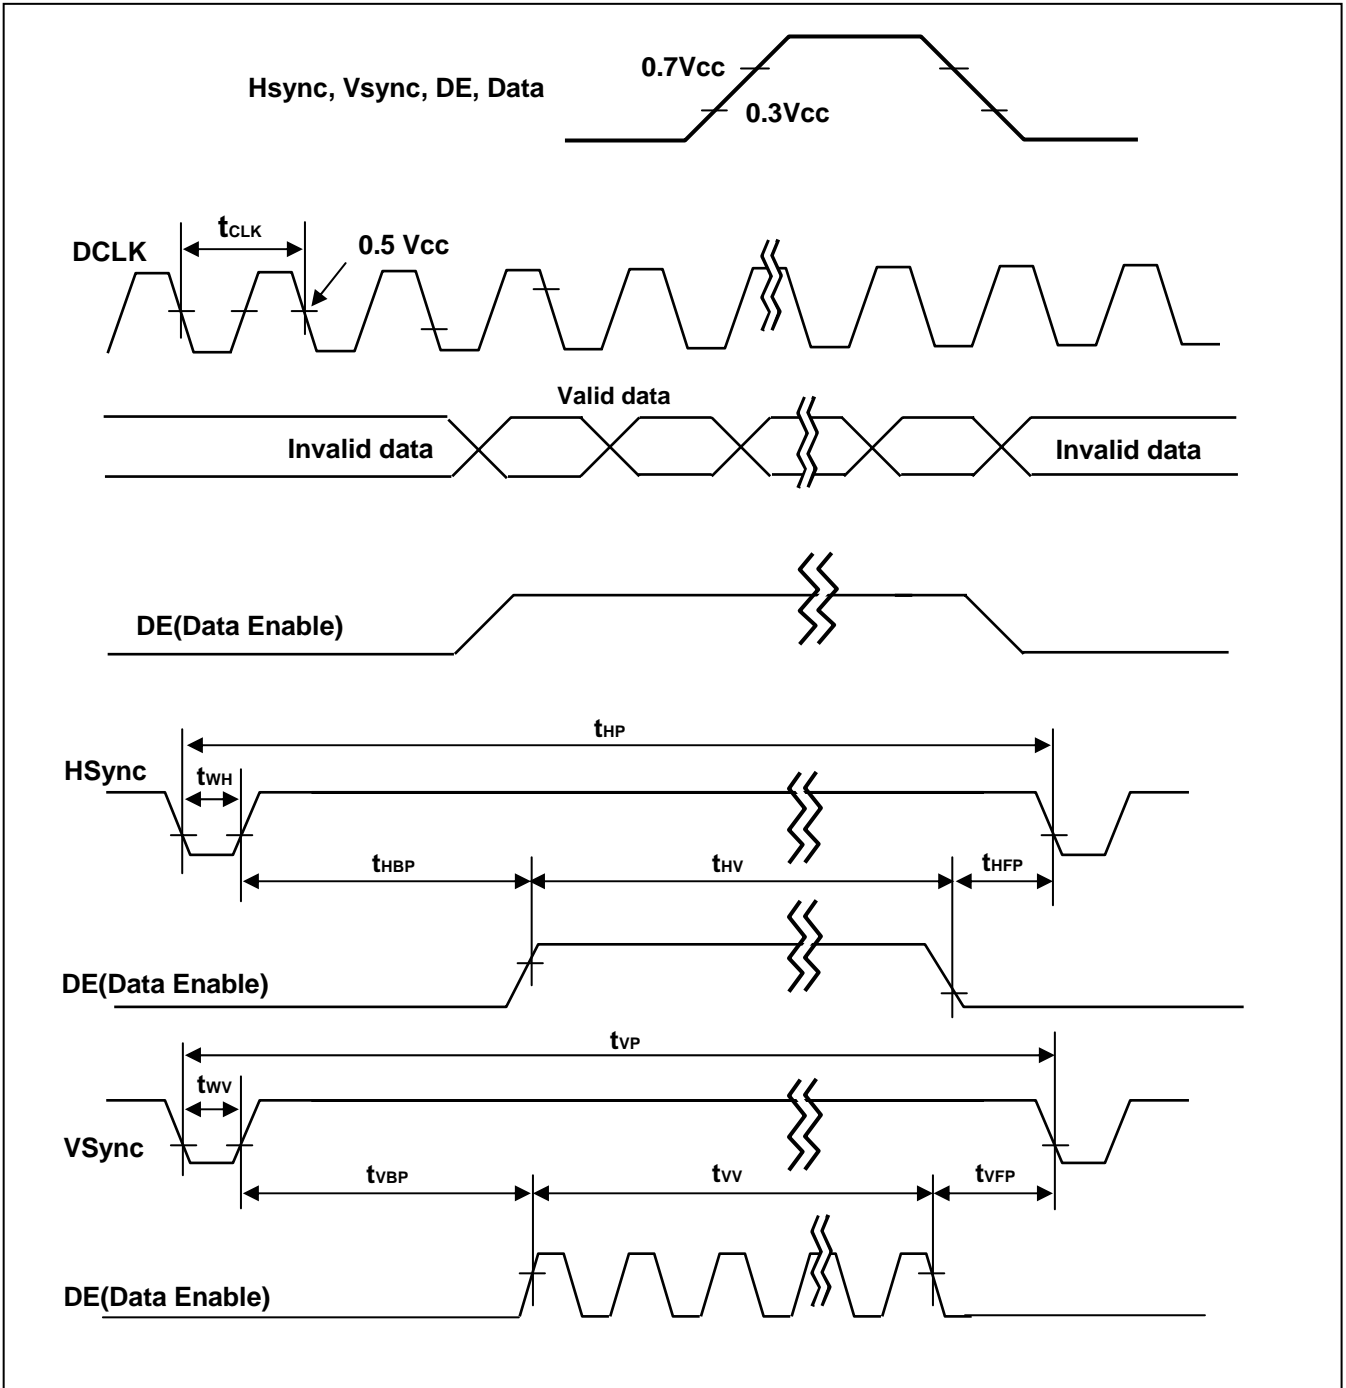 0.7Vcc
Hsync, Vsync, DE, Data
0.3Vcc
tCLK
DCLK
0.5 Vcc
Valid data
Invalid data
Invalid data
DE(Data Enable)
tHP
HSync
tWH
tHBP
tHV
tHFP
DE(Data Enable)
tVP
tWV
VSync
tVBP
tVV
tVFP
DE(Data Enable)